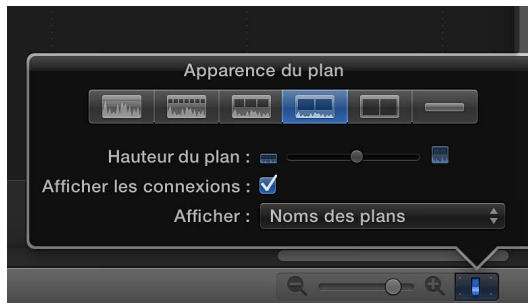 Apparence du plan
Hauteur du plan :
Afficher les connexions :
Afficher : Noms des plans